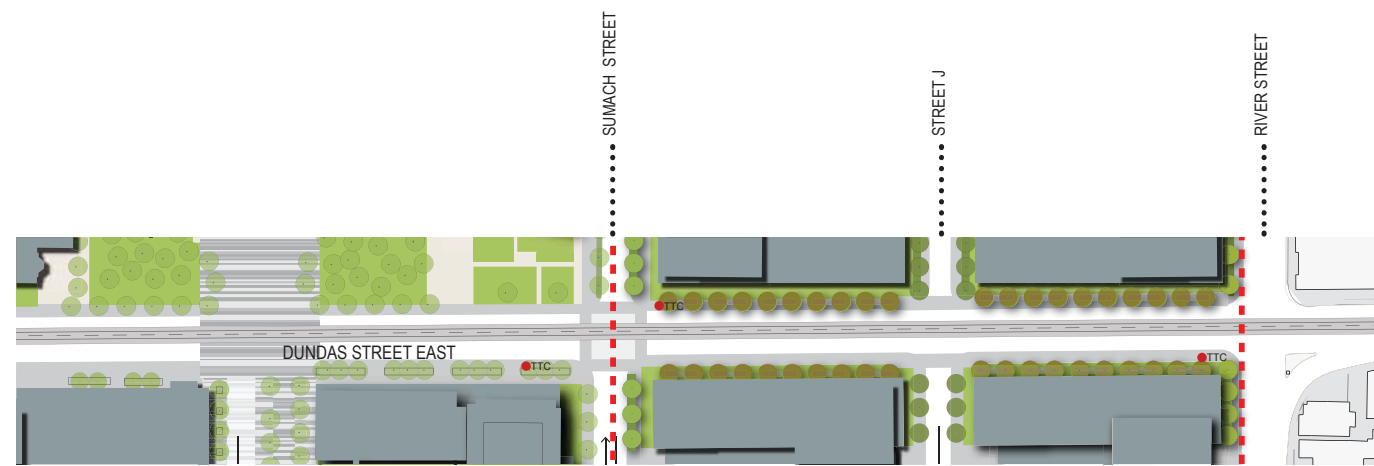 SUMACH STREET
STREET J
RIVER STREET
TTC
DUNDAS STREET EAST
TTC
TTC